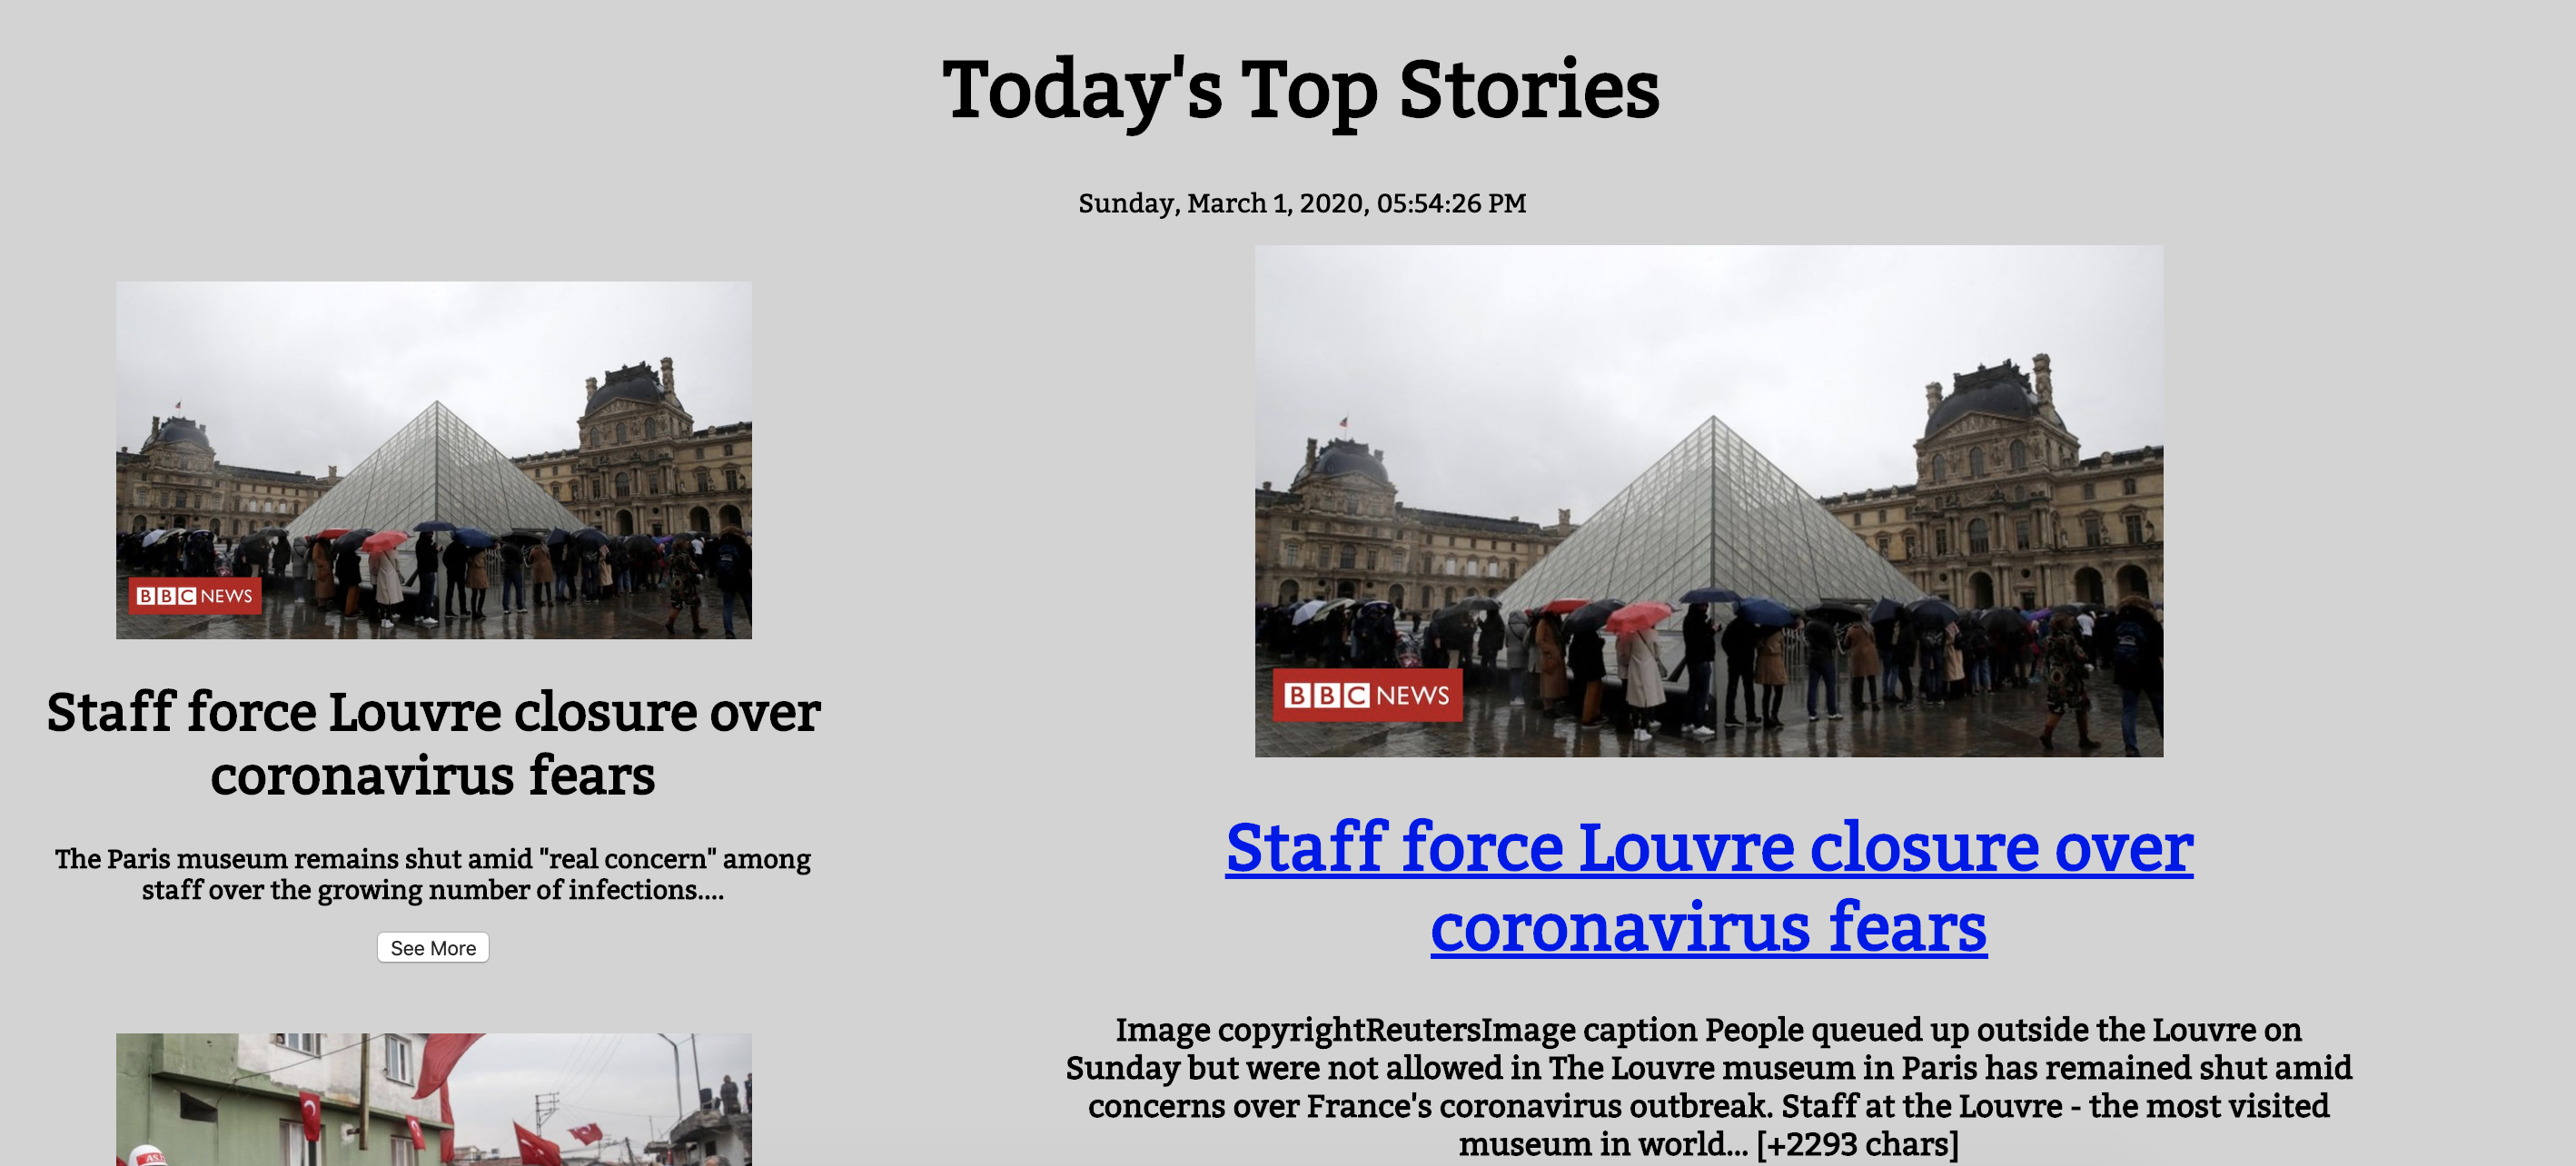 Today's Top Stories
Sunday, March 1, 2020, 05:54:26 PM
BBC NEWS
Staff force Louvre closure over
coronavirus fears
The Paris museum remains shut amid "real concern" among
staff over the growing number of infections....
See More
BBC NEWS
Staff force Louvre closure over
coronavirus fears
Image copyrightReutersImage caption People queued up outside the Louvre on
Sunday but were not allowed in The Louvre museum in Paris has remained shut amid
concerns over France's coronavirus outbreak. Staff at the Louvre - the most visited
museum in world... [+2293 chars]